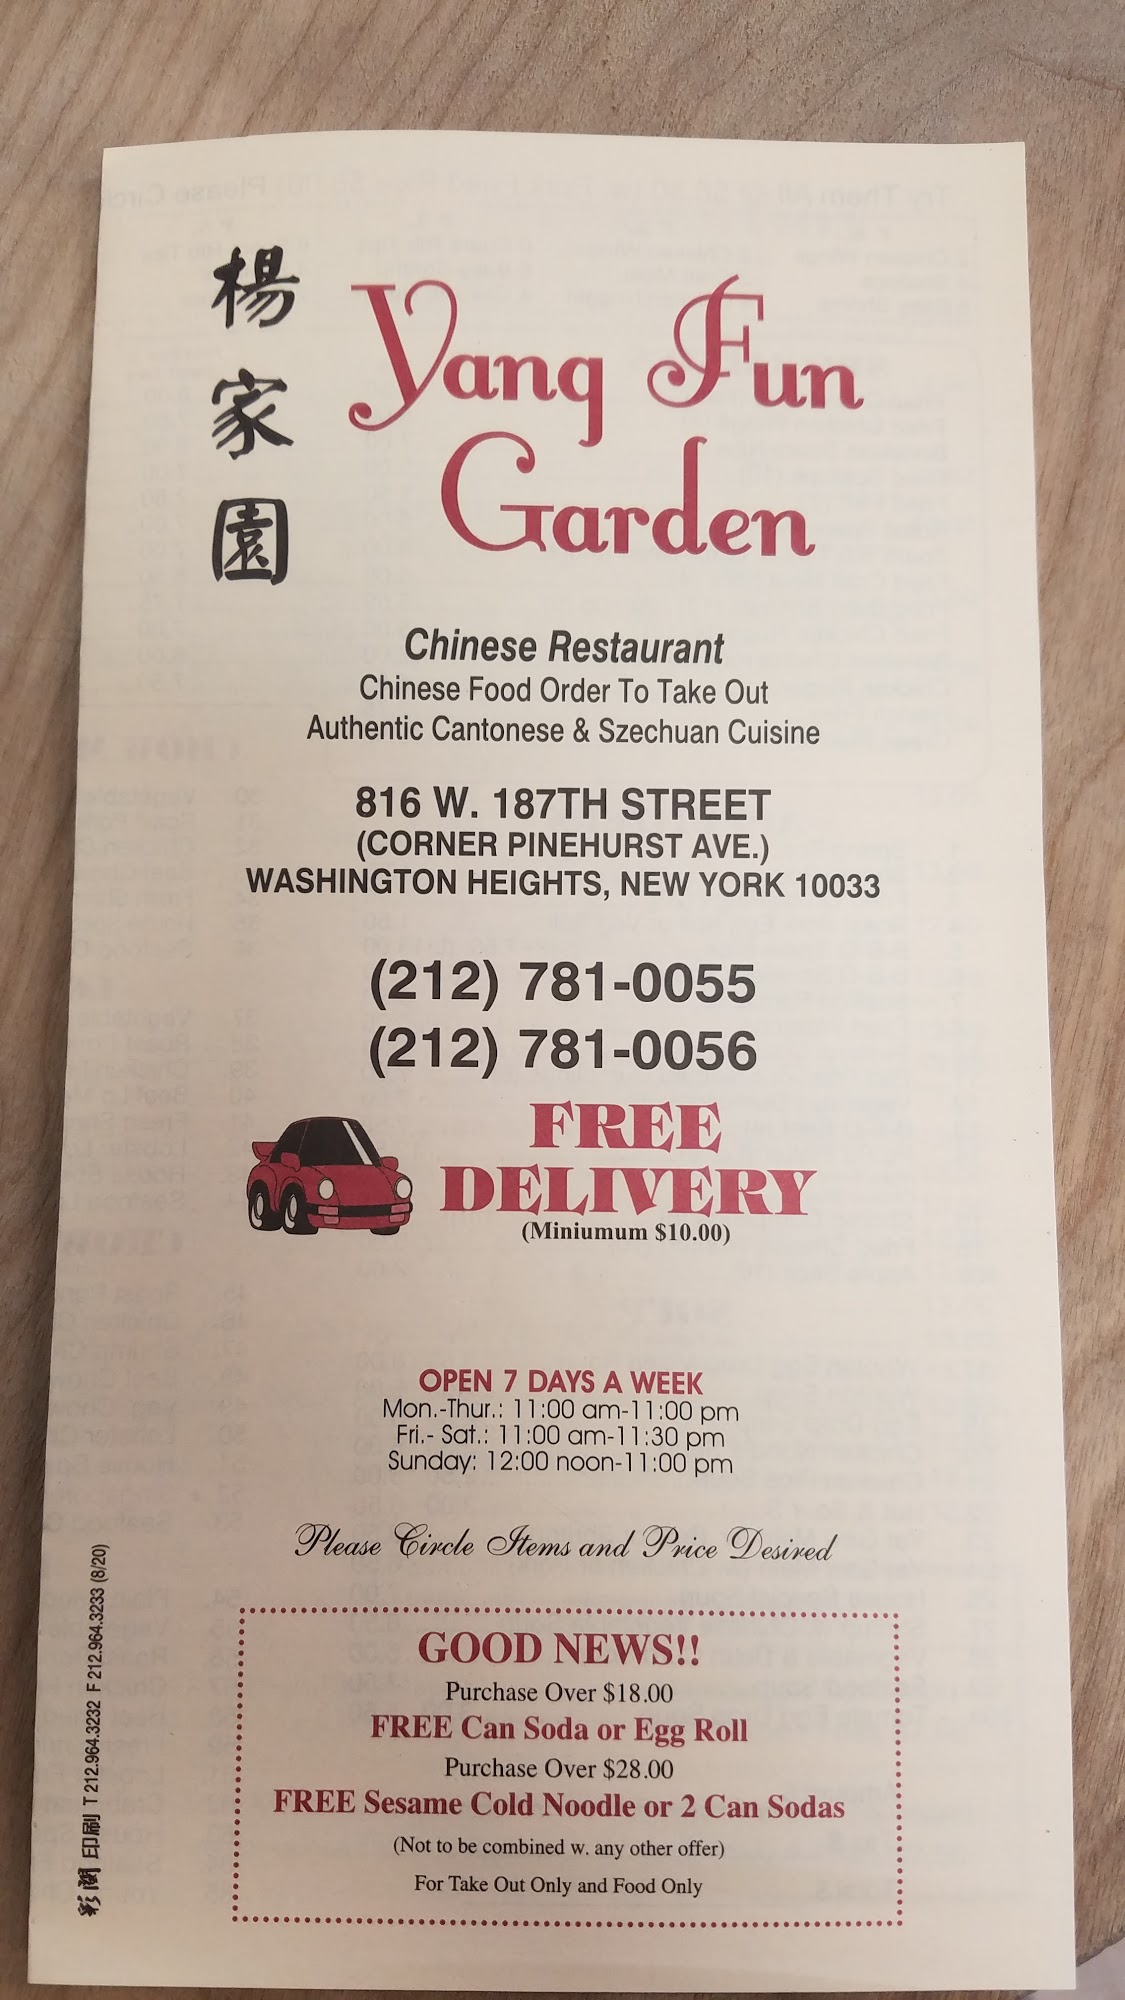 楊家園
Yang Fun
Garden
Chinese Restaurant
Chinese Food Order To Take Out
Authentic Cantonese & Szechuan Cuisine
816 W. 187TH STREET
(CORNER PINEHURST AVE.)
WASHINGTON HEIGHTS, NEW YORK 10033
(212) 781-0055
(212) 781-0056
FREE
DELIVERY
(Miniumum $10.00)
OPEN 7 DAYS A WEEK
Mon.-Thur.: 11:00 am-11:00 pm
Fri.- Sat.: 11:00 am-11:30 pm
Sunday: 12:00 noon-11:00 pm
Please Circle Items and Price Desired
GOOD NEWS!!
Purchase Over $18.00
FREE Can Soda or Egg Roll
Purchase Over $28.00
FREE Sesame Cold Noodle or 2 Can Sodas
(Not to be combined w. any other offer)
For Take Out Only and Food Only
印刷 T 212.964.3232 F 212.964.3233 (8/20)